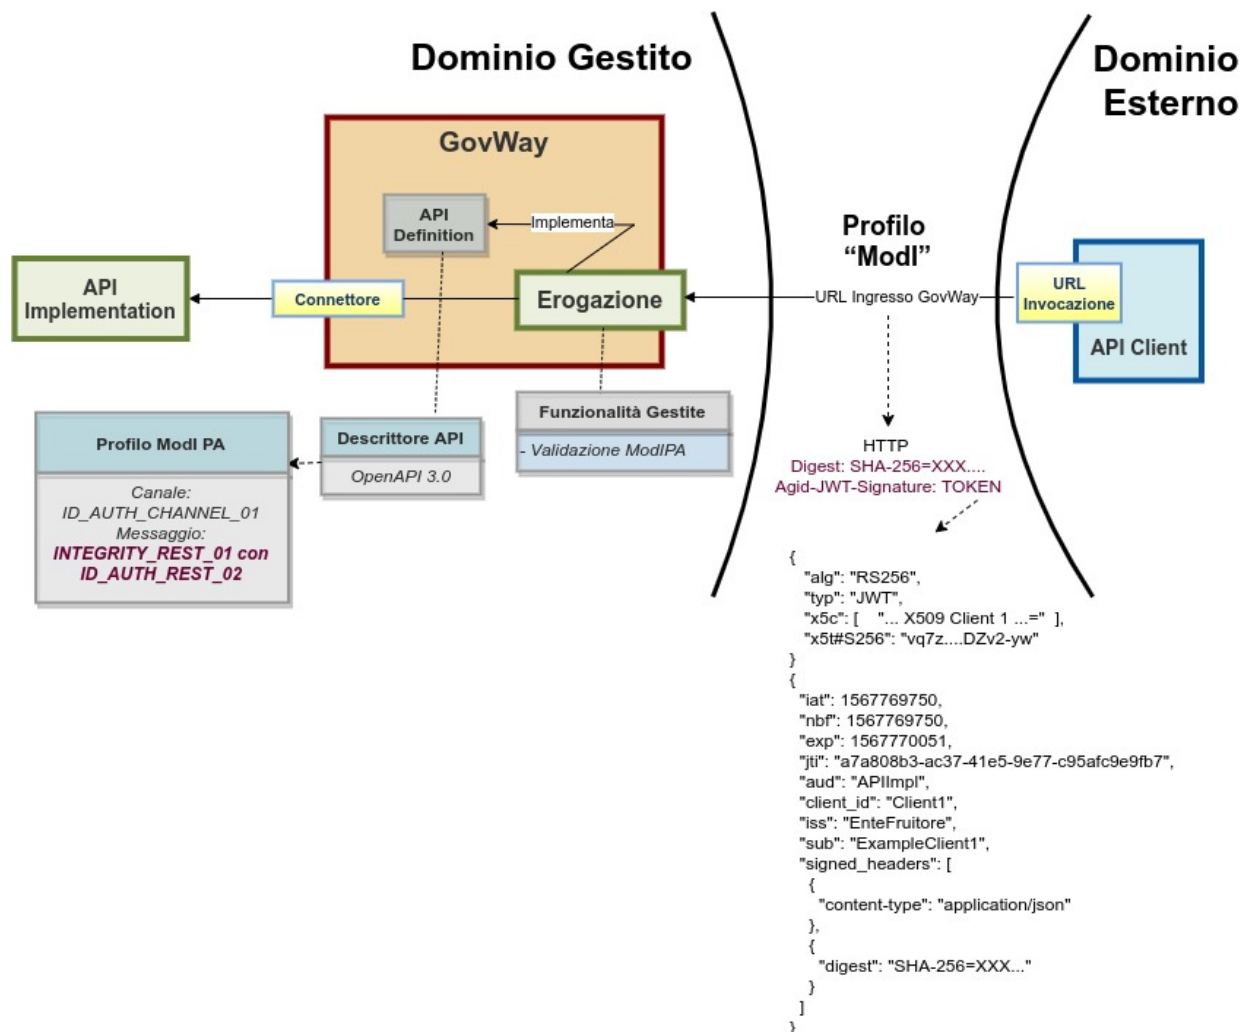 Dominio Gestito
Dominio
Esterno
GovWay
API
Definition
Implementa
Profilo
“ModI”
API
Implementation
Connettore
Erogazione
URL Ingresso GovWay
URL
Invocazione
API Client
Profilo ModI PA
Canale:
ID_AUTH_CHANNEL_01
Messaggio:
INTEGRITY_REST_01 con
ID_AUTH_REST_02
Descrittore API
OpenAPI 3.0
Funzionalità Gestite
- Validazione ModIPA
HTTP
Digest: SHA-256=XXX....
Agid-JWT-Signature: TOKEN
{
"alg": "RS256",
"typ": "JWT",
"x5c": [ "... X509 Client 1 ...=" ],
"x5t#S256": "vq7z....DZv2-yw"
}
{
"iat": 1567769750,
"nbf": 1567769750,
"exp": 1567770051,
"jti": "a7a808b3-ac37-41e5-9e77-c95afc9e9fb7",
"aud": "APIImpl",
"client_id": "Client1",
"iss": "EnteFruitore",
"sub": "ExampleClient1",
"signed_headers": [
{
"content-type": "application/json"
},
{
"digest": "SHA-256=XXX..."
}
]
}